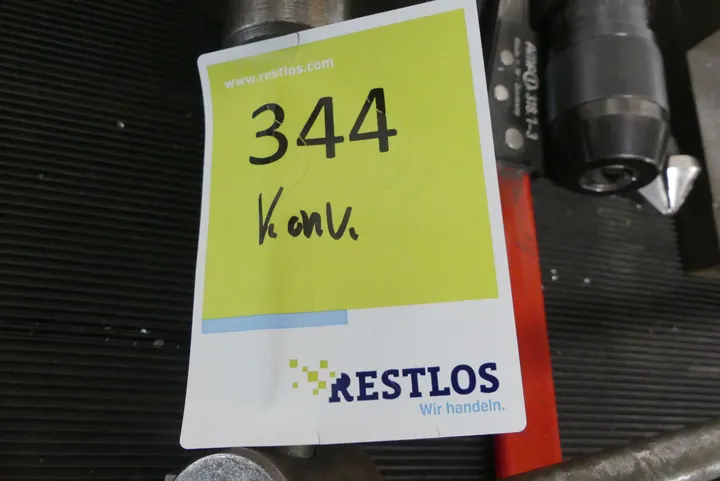 www.restlos.com
344
Konv.
RESTLOS
Wir handeln.